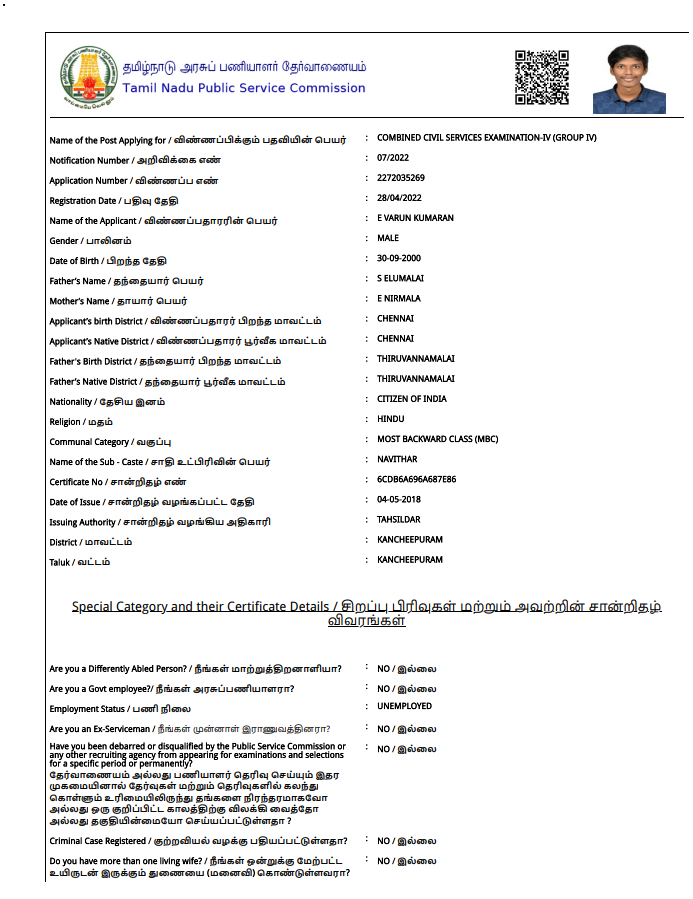 தமிழ்நாடு அரசுப் பணியாளர் தேர்வாணையம்
Tamil Nadu Public Service Commission
Name of the Post Applying for / விண்ணப்பிக்கும் பதவியின் பெயர் : COMBINED CIVIL SERVICES EXAMINATION-IV (GROUP IV)
Notification Number / அறிவிக்கை எண் : 07/2022
Application Number / விண்ணப்ப எண் : 2272035269
Registration Date / பதிவு தேதி : 28/04/2022
Name of the Applicant / விண்ணப்பதாரரின் பெயர் : E VARUN KUMARAN
Gender / பாலினம் : MALE
Date of Birth / பிறந்த தேதி : 30-09-2000
Father's Name / தந்தையார் பெயர் : S ELUMALAI
Mother's Name / தாயார் பெயர் : E NIRMALA
Applicant's birth District / விண்ணப்பதாரர் பிறந்த மாவட்டம் : CHENNAI
Applicant's Native District / விண்ணப்பதாரர் பூர்வீக மாவட்டம் : CHENNAI
Father's Birth District / தந்தையார் பிறந்த மாவட்டம் : THIRUVANNAMALAI
Father's Native District / தந்தையார் பூர்வீக மாவட்டம் : THIRUVANNAMALAI
Nationality / தேசிய இனம் : CITIZEN OF INDIA
Religion / மதம் : HINDU
Communal Category / வகுப்பு : MOST BACKWARD CLASS (MBC)
Name of the Sub - Caste / சாதி உட்பிரிவின் பெயர் : NAVITHAR
Certificate No / சான்றிதழ் எண் : 6CDB6A696A687E86
Date of Issue / சான்றிதழ் வழங்கப்பட்ட தேதி : 04-05-2018
Issuing Authority / சான்றிதழ் வழங்கிய அதிகாரி : TAHSILDAR
District / மாவட்டம் : KANCHEEPURAM
Taluk / வட்டம் : KANCHEEPURAM
Special Category and their Certificate Details / சிறப்பு பிரிவுகள் மற்றும் அவற்றின் சான்றிதழ்
விவரங்கள்
Are you a Differently Abled Person? / நீங்கள் மாற்றுத்திறனாளியா? : NO / இல்லை
Are you a Govt employee?/ நீங்கள் அரசுப்பணியாளரா? : NO / இல்லை
Employment Status / பணி நிலை : UNEMPLOYED
Are you an Ex-Serviceman / நீங்கள் முன்னாள் இராணுவத்தினரா? : NO / இல்லை
Have you been debarred or disqualified by the Public Service Commission or : NO / இல்லை
any other recruiting agency from appearing for examinations and selections
for a specific period or permanently?
தேர்வாணையம் அல்லது பணியாளர் தெரிவு செய்யும் இதர
முகமையினால் தேர்வுகள் மற்றும் தெரிவுகளில் கலந்து
கொள்ளும் உரிமையிலிருந்து தங்களை நிரந்தரமாகவோ
அல்லது ஒரு குறிப்பிட்ட காலத்திற்கு விலக்கி வைத்தோ
அல்லது தகுதியின்மையோ செய்யப்பட்டுள்ளதா ?
Criminal Case Registered / குற்றவியல் வழக்கு பதியப்பட்டுள்ளதா? : NO / இல்லை
Do you have more than one living wife? / நீங்கள் ஒன்றுக்கு மேற்பட்ட : NO / இல்லை
உயிருடன் இருக்கும் துணையை (மனைவி) கொண்டுள்ளவரா?